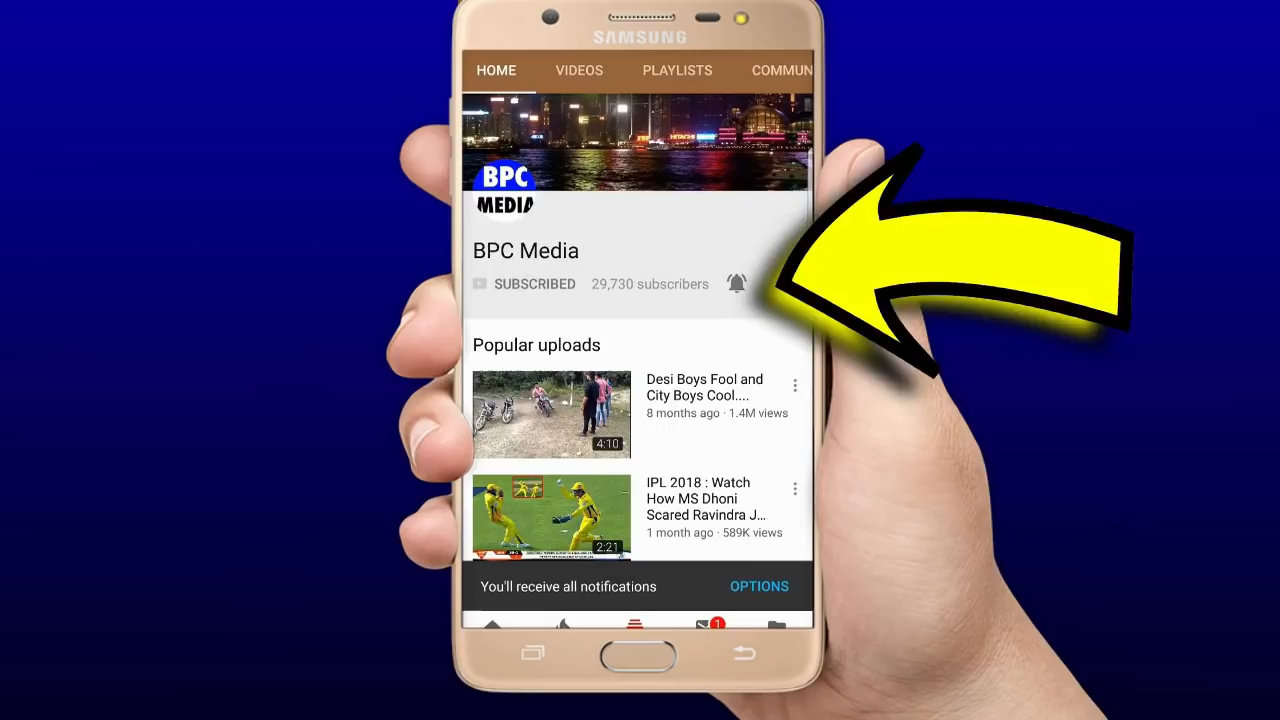 SAMSUNG
HOME VIDEOS PLAYLISTS COMMUN
HITACHI
BPC
MEDIA
BPC Media
SUBSCRIBED 29,730 subscribers
Popular uploads
Desi Boys Fool and
City Boys Cool....
8 months ago · 1.4M views
4:10
IPL 2018 : Watch
How MS Dhoni
Scared Ravindra J...
1 month ago · 589K views
2:21
You'll receive all notifications OPTIONS
1